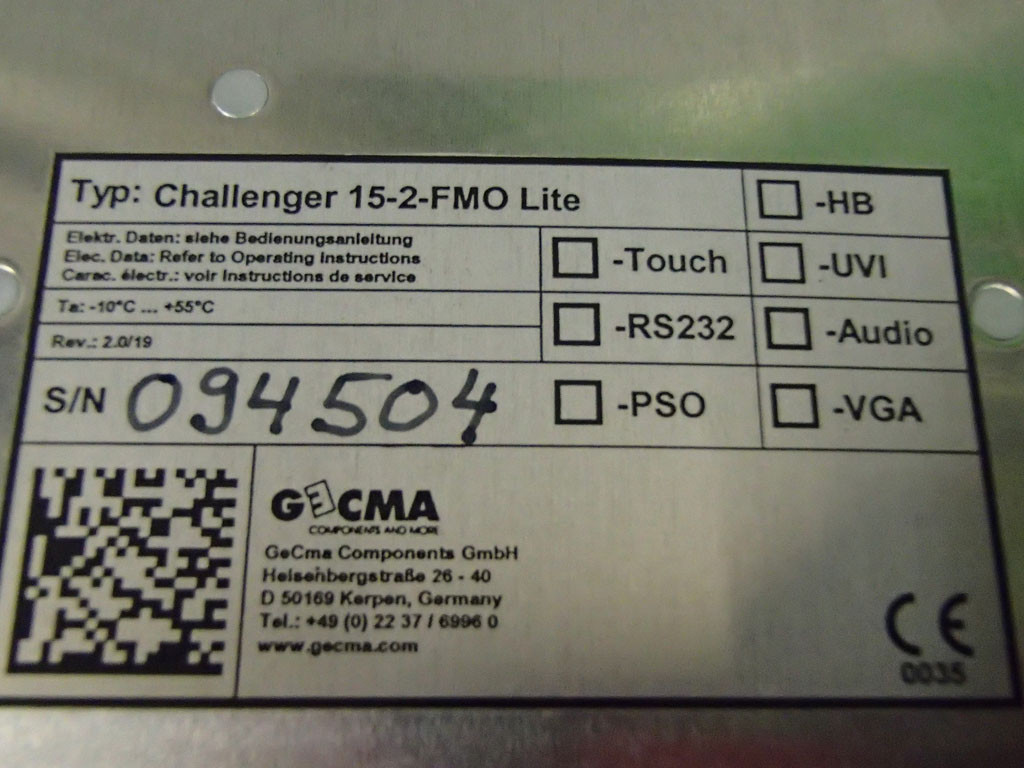 Typ: Challenger 15-2-FMO Lite
-HB
Elektr. Daten: siehe Bedienungsanleitung
Elec. Data: Refer to Operating Instructions
Carac. électr.: voir Instructions de service
-Touch
-UVI
Ta: -10°C ... +55°C
Rev.: 2.0/19
-RS232
-Audio
S/N 094504
-PSO
-VGA
GECMA
COMPONENTS AND MORE
GeCma Components GmbH
Heisenbergstraße 26 - 40
D 50169 Kerpen, Germany
Tel.: +49 (0) 22 37 / 6996 0
www.gecma.com
CE
0035